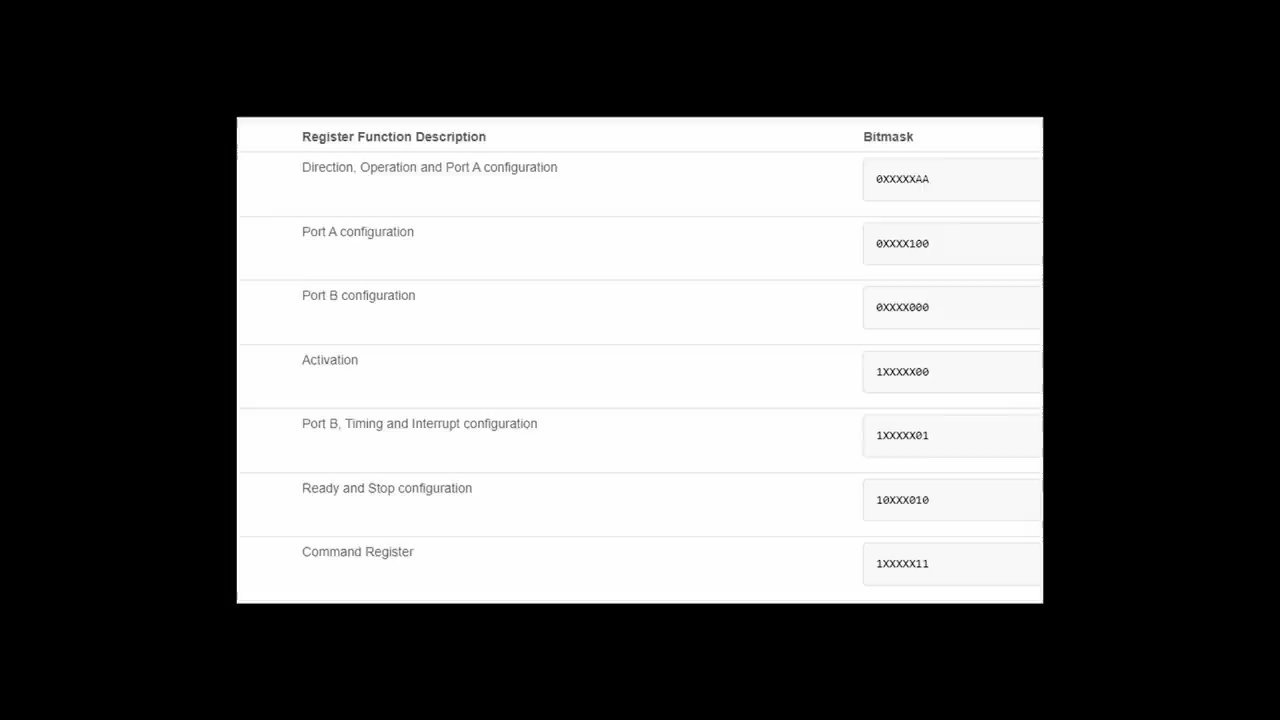 Register Function Description Bitmask
Direction, Operation and Port A configuration 0XXXXXAA
Port A configuration 0XXXX100
Port B configuration 0XXXX000
Activation 1XXXXX00
Port B, Timing and Interrupt configuration 1XXXXX01
Ready and Stop configuration 10XXX010
Command Register 1XXXXX11